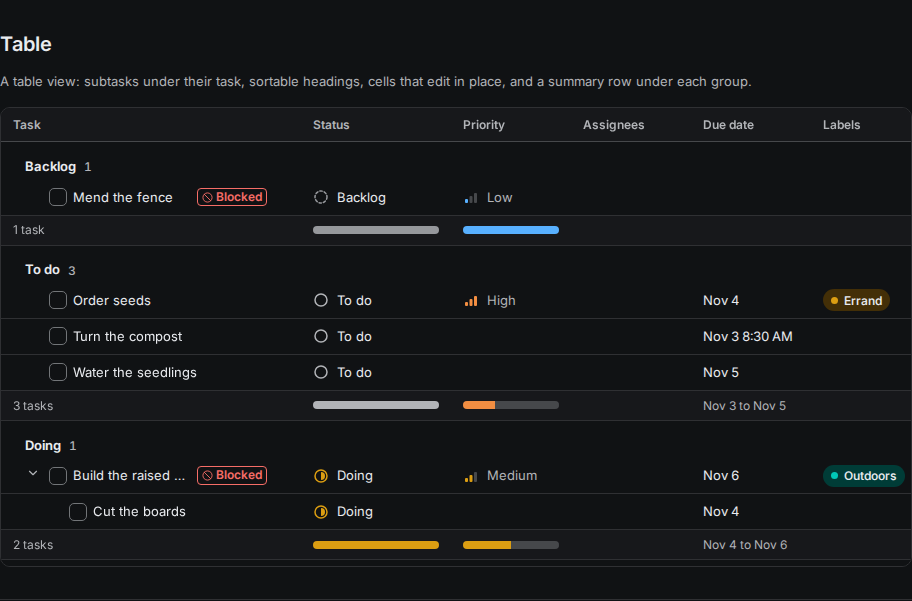 Table
A table view: subtasks under their task, sortable headings, cells that edit in place, and a summary row under each group.
Task Status Priority Assignees Due date Labels
Backlog 1
Mend the fence Blocked Backlog Low
1 task
To do 3
Order seeds To do High Nov 4 Errand
Turn the compost To do Nov 3 8:30 AM
Water the seedlings To do Nov 5
3 tasks Nov 3 to Nov 5
Doing 1
Build the raised ... Blocked Doing Medium Nov 6 Outdoors
Cut the boards Doing Nov 4
2 tasks Nov 4 to Nov 6